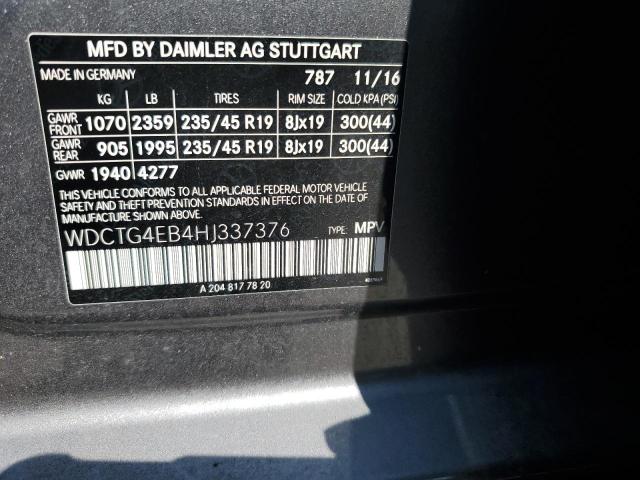 MFD BY DAIMLER AG STUTTGART
MADE IN GERMANY 787 11/16
KG LB TIRES RIM SIZE COLD KPA (PSI)
GAWR FRONT 1070 2359 235/45 R19 8Jx19 300(44)
GAWR REAR 905 1995 235/45 R19 8Jx19 300(44)
GVWR 1940 4277
THIS VEHICLE CONFORMS TO ALL APPLICABLE FEDERAL MOTOR VEHICLE
SAFETY AND THEFT PREVENTION STANDARDS IN EFFECT ON THE DATE OF
MANUFACTURE SHOWN ABOVE.
WDCTG4EB4HJ337376 TYPE: MPV
A 204 817 78 20